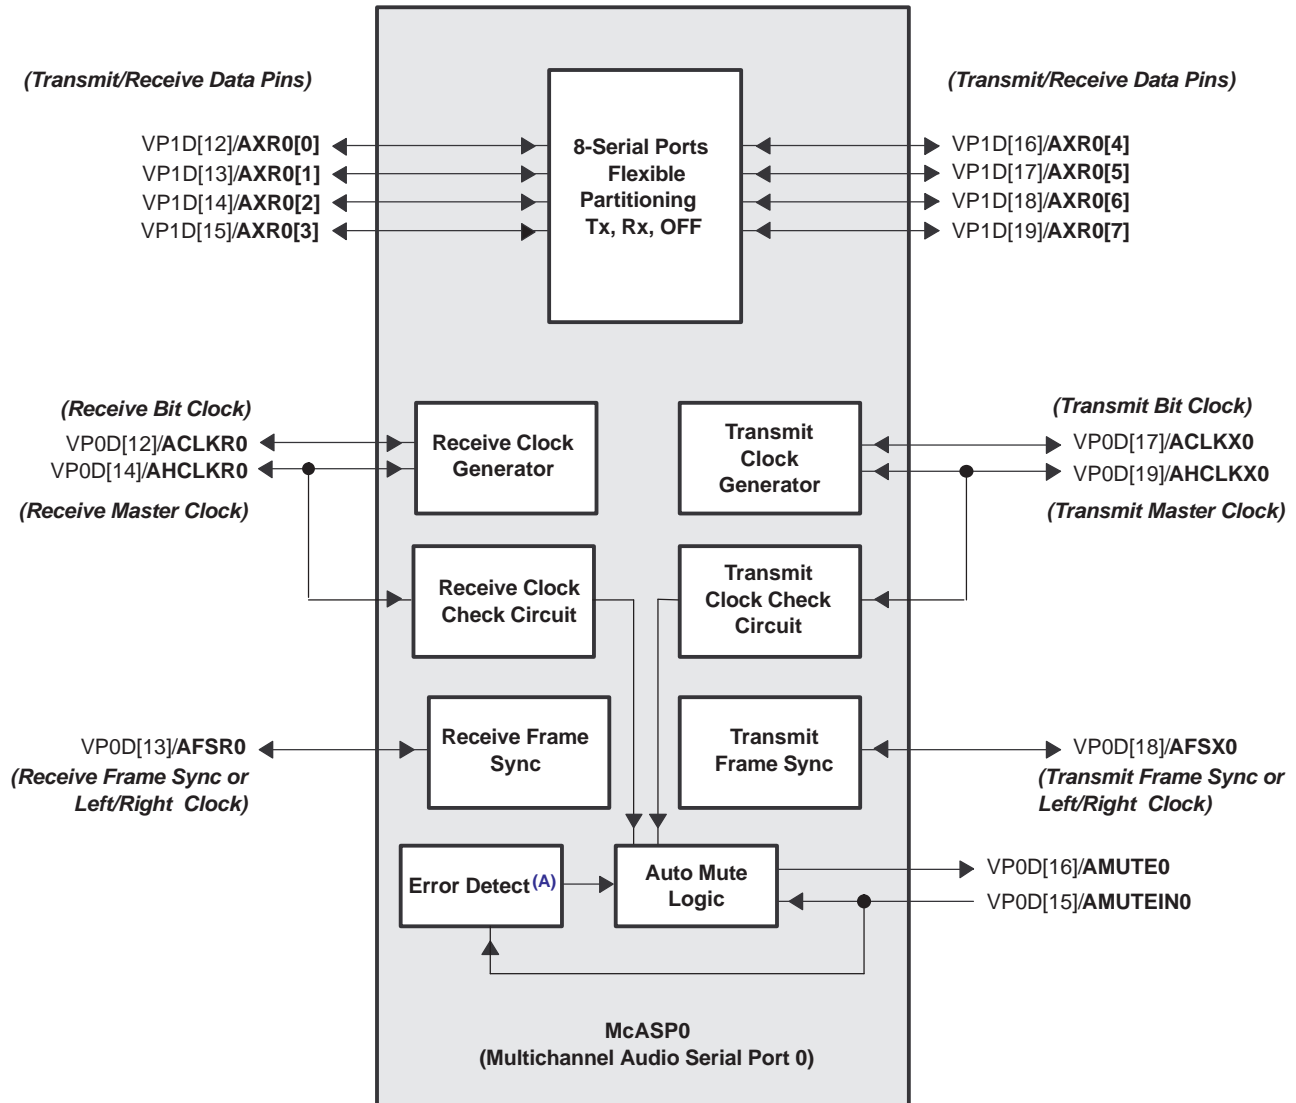 (Transmit/Receive Data Pins)
VP1D[12]/AXR0[0]
VP1D[13]/AXR0[1]
VP1D[14]/AXR0[2]
VP1D[15]/AXR0[3]
8-Serial Ports
Flexible
Partitioning
Tx, Rx, OFF
(Transmit/Receive Data Pins)
VP1D[16]/AXR0[4]
VP1D[17]/AXR0[5]
VP1D[18]/AXR0[6]
VP1D[19]/AXR0[7]
(Receive Bit Clock)
VP0D[12]/ACLKR0
VP0D[14]/AHCLKR0
(Receive Master Clock)
Receive Clock
Generator
Transmit
Clock
Generator
(Transmit Bit Clock)
VP0D[17]/ACLKX0
VP0D[19]/AHCLKX0
(Transmit Master Clock)
Receive Clock
Check Circuit
Transmit
Clock Check
Circuit
VP0D[13]/AFSR0
(Receive Frame Sync or
Left/Right Clock)
Receive Frame
Sync
Transmit
Frame Sync
VP0D[18]/AFSX0
(Transmit Frame Sync or
Left/Right Clock)
Error Detect(A)
Auto Mute
Logic
VP0D[16]/AMUTE0
VP0D[15]/AMUTEIN0
McASP0
(Multichannel Audio Serial Port 0)